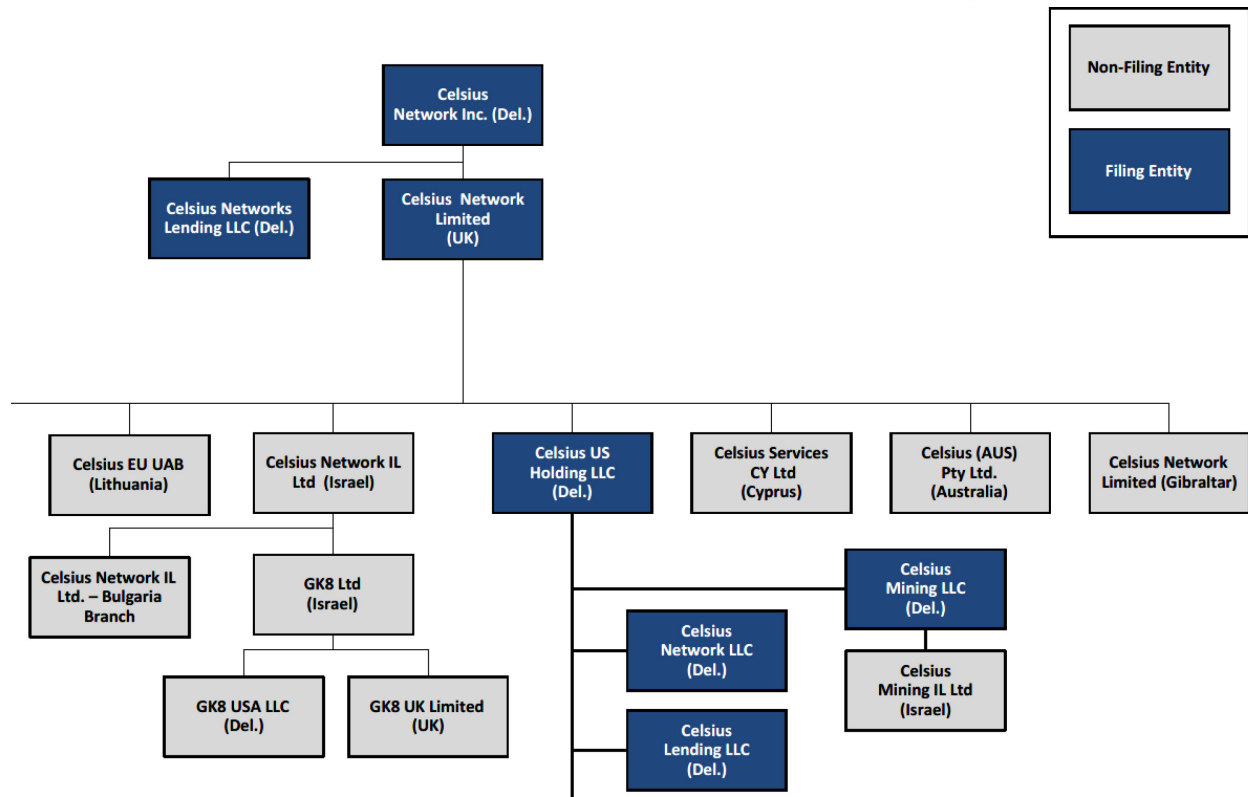 Non-Filing Entity
Filing Entity
Celsius
Network Inc. (Del.)
Celsius Networks
Lending LLC (Del.)
Celsius Network
Limited
(UK)
Celsius EU UAB
(Lithuania)
Celsius Network IL
Ltd (Israel)
Celsius US
Holding LLC
(Del.)
Celsius Services
CY Ltd
(Cyprus)
Celsius (AUS)
Pty Ltd.
(Australia)
Celsius Network
Limited (Gibraltar)
Celsius Network IL
Ltd. – Bulgaria
Branch
GK8 Ltd
(Israel)
Celsius
Mining LLC
(Del.)
Celsius
Network LLC
(Del.)
Celsius
Mining IL Ltd
(Israel)
GK8 USA LLC
(Del.)
GK8 UK Limited
(UK)
Celsius
Lending LLC
(Del.)